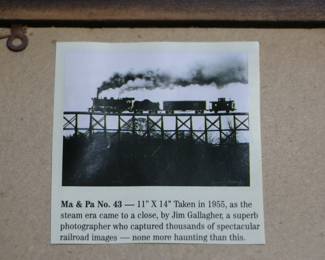 Ma & Pa No. 43 — 11" X 14" Taken in 1955, as the
steam era came to a close, by Jim Gallagher, a superb
photographer who captured thousands of spectacular
railroad images — none more haunting than this.